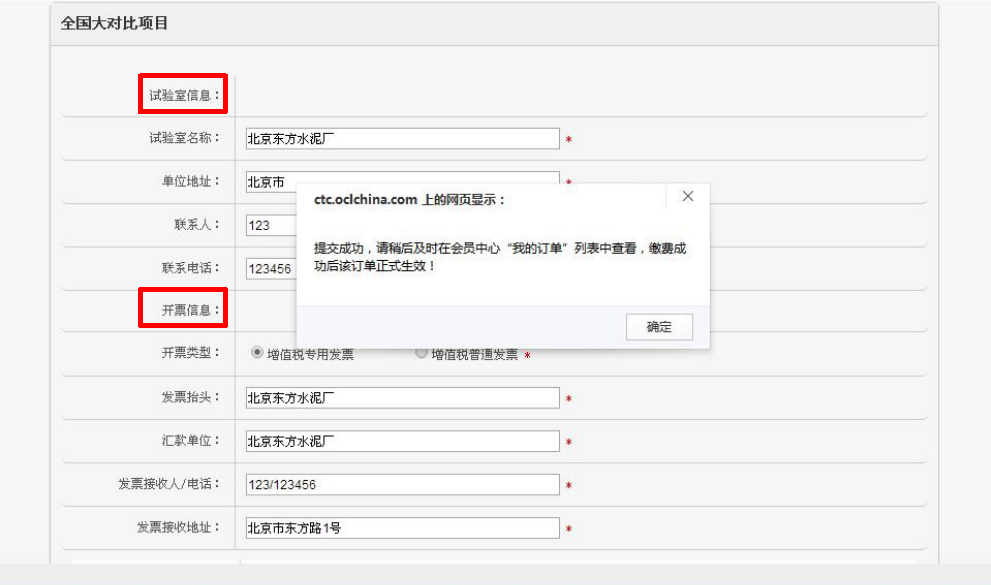 全国大对比项目
试验室信息：
试验室名称： 北京东方水泥厂 *
单位地址： 北京市 *
ctc.oclchina.com 上的网页显示：
联系人： 123
提交成功，请稍后及时在会员中心“我的订单”列表中查看，缴费成
功后该订单正式生效！
联系电话： 123456
开票信息：
确定
开票类型： 增值税专用发票 增值税普通发票 *
发票抬头： 北京东方水泥厂 *
汇款单位： 北京东方水泥厂 *
发票接收人/电话： 123/123456 *
发票接收地址： 北京市东方路1号 *